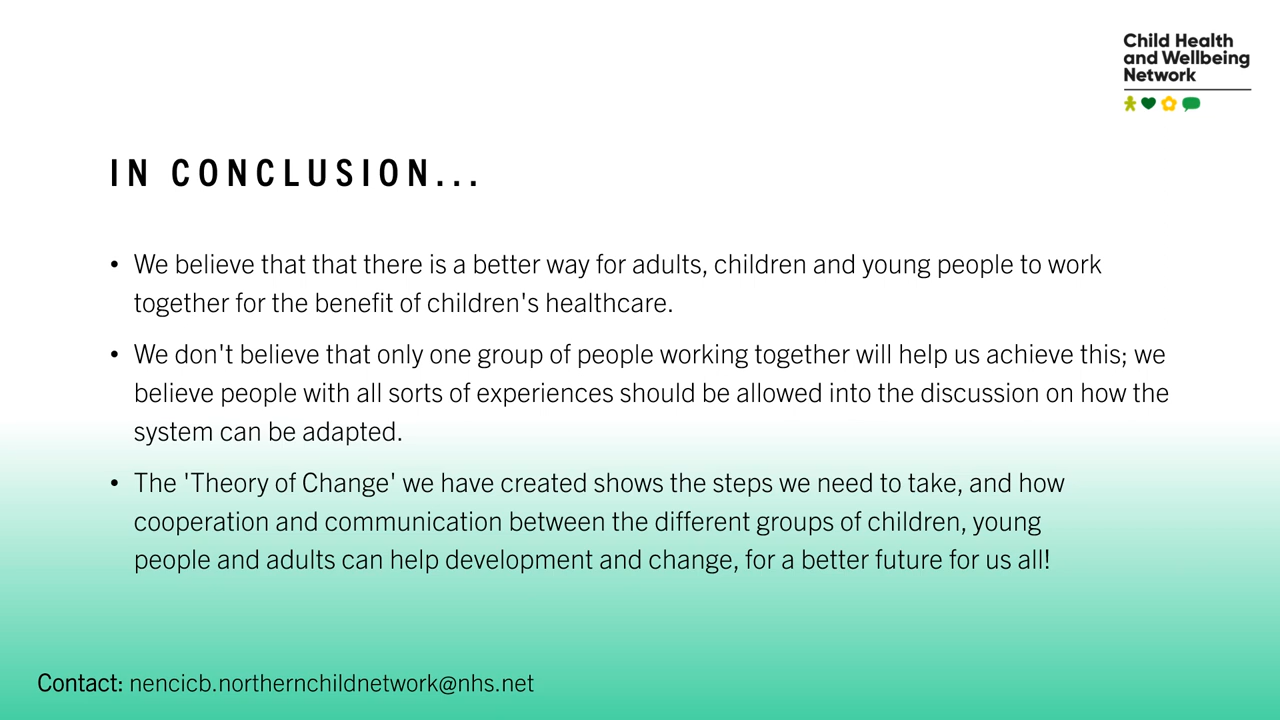 Child Health
and Wellbeing
Network
IN CONCLUSION...
• We believe that that there is a better way for adults, children and young people to work
together for the benefit of children's healthcare.
• We don't believe that only one group of people working together will help us achieve this; we
believe people with all sorts of experiences should be allowed into the discussion on how the
system can be adapted.
• The 'Theory of Change' we have created shows the steps we need to take, and how
cooperation and communication between the different groups of children, young
people and adults can help development and change, for a better future for us all!
Contact: nencicb.northernchildnetwork@nhs.net